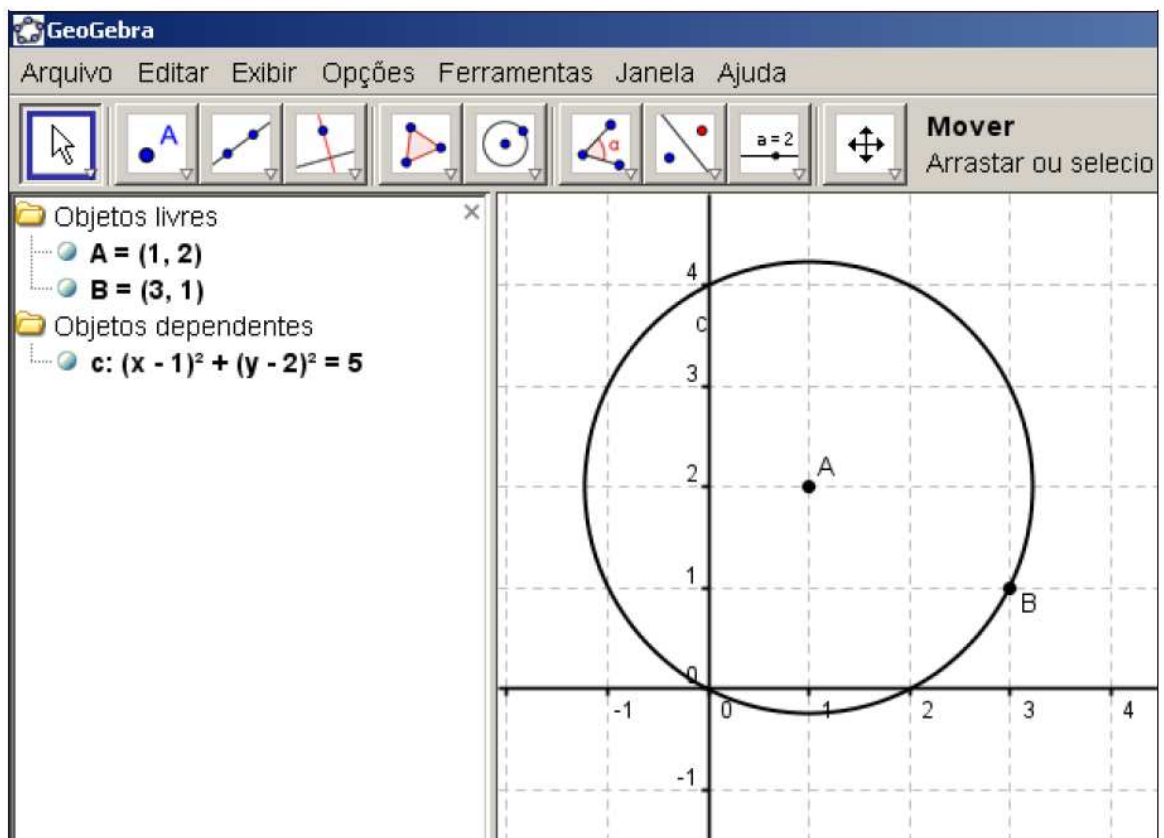 GeoGebra
Arquivo Editar Exibir Opções Ferramentas Janela Ajuda
A
α
a = 2
Mover
Arrastar ou selecio
Objetos livres
A = (1, 2)
B = (3, 1)
Objetos dependentes
c: (x - 1)² + (y - 2)² = 5
4
c
3
2
A
1
B
0
-1 0 1 2 3 4
-1